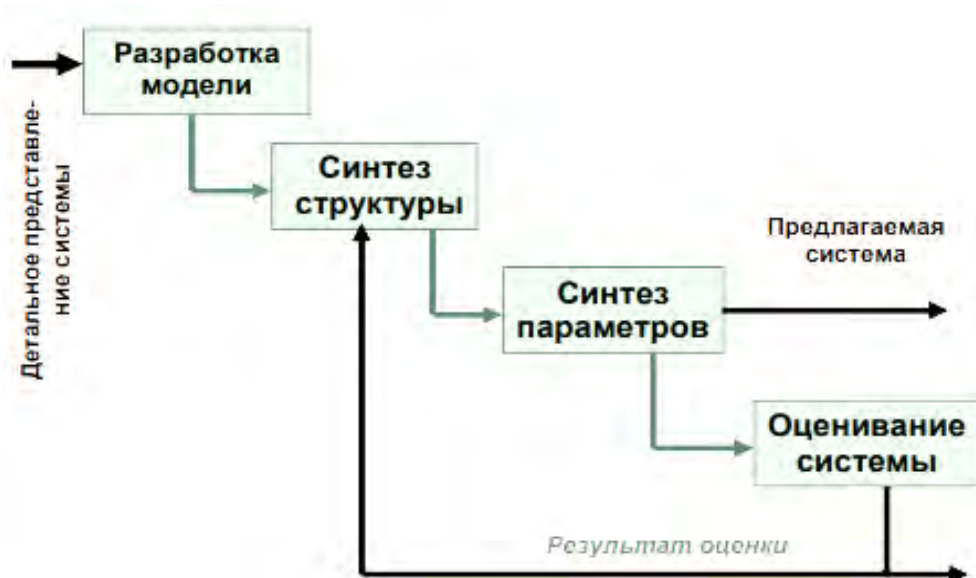 Разработка
модели
Детальное представле-
ние системы
Синтез
структуры
Предлагаемая
система
Синтез
параметров
Оценивание
системы
Результат оценки